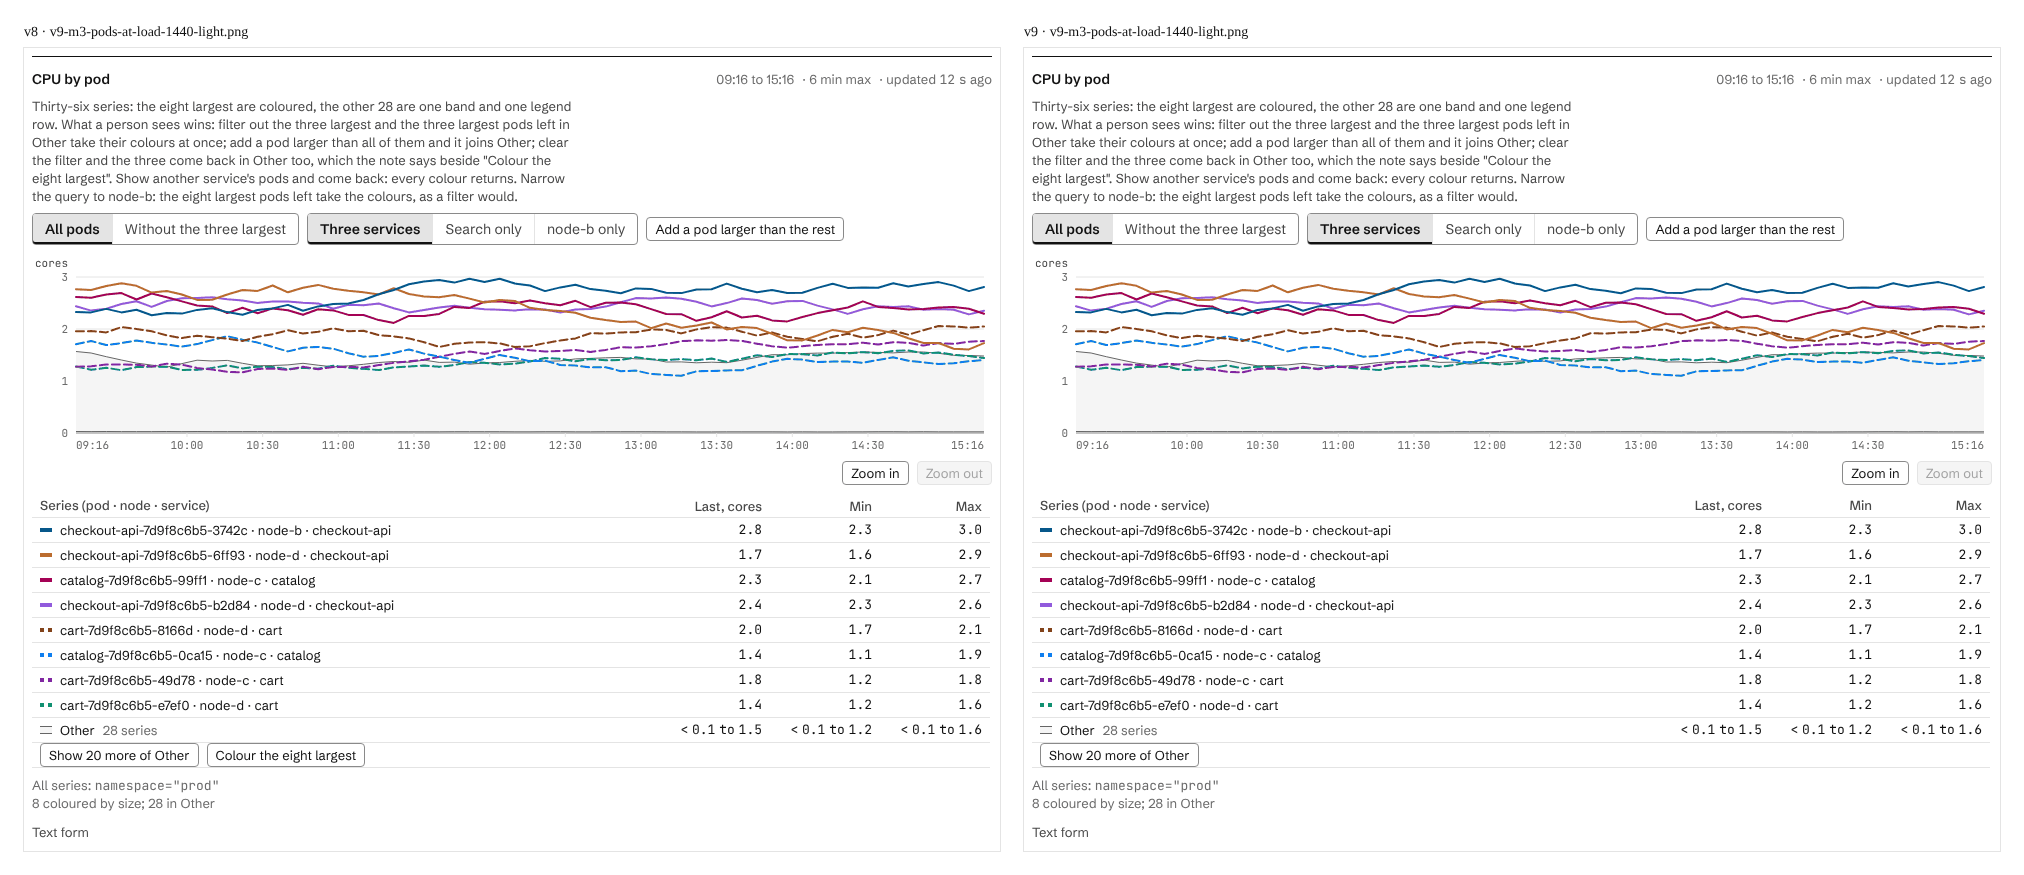 v8 · v9-m3-pods-at-load-1440-light.png
CPU by pod
09:16 to 15:16 · 6 min max · updated 12 s ago
Thirty-six series: the eight largest are coloured, the other 28 are one band and one legend
row. What a person sees wins: filter out the three largest and the three largest pods left in
Other take their colours at once; add a pod larger than all of them and it joins Other; clear
the filter and the three come back in Other too, which the note says beside "Colour the
eight largest". Show another service's pods and come back: every colour returns. Narrow
the query to node-b: the eight largest pods left take the colours, as a filter would.
All pods Without the three largest Three services Search only node-b only Add a pod larger than the rest
cores
3
2
1
0
09:16 10:00 10:30 11:00 11:30 12:00 12:30 13:00 13:30 14:00 14:30 15:16
Zoom in Zoom out
Series (pod · node · service) Last, cores Min Max
checkout-api-7d9f8c6b5-3742c · node-b · checkout-api 2.8 2.3 3.0
checkout-api-7d9f8c6b5-6ff93 · node-d · checkout-api 1.7 1.6 2.9
catalog-7d9f8c6b5-99ff1 · node-c · catalog 2.3 2.1 2.7
checkout-api-7d9f8c6b5-b2d84 · node-d · checkout-api 2.4 2.3 2.6
cart-7d9f8c6b5-8166d · node-d · cart 2.0 1.7 2.1
catalog-7d9f8c6b5-0ca15 · node-c · catalog 1.4 1.1 1.9
cart-7d9f8c6b5-49d78 · node-c · cart 1.8 1.2 1.8
cart-7d9f8c6b5-e7ef0 · node-d · cart 1.4 1.2 1.6
Other 28 series < 0.1 to 1.5 < 0.1 to 1.2 < 0.1 to 1.6
Show 20 more of Other Colour the eight largest
All series: namespace="prod"
8 coloured by size; 28 in Other
Text form
v9 · v9-m3-pods-at-load-1440-light.png
CPU by pod
09:16 to 15:16 · 6 min max · updated 12 s ago
Thirty-six series: the eight largest are coloured, the other 28 are one band and one legend
row. What a person sees wins: filter out the three largest and the three largest pods left in
Other take their colours at once; add a pod larger than all of them and it joins Other; clear
the filter and the three come back in Other too, which the note says beside "Colour the
eight largest". Show another service's pods and come back: every colour returns. Narrow
the query to node-b: the eight largest pods left take the colours, as a filter would.
All pods Without the three largest Three services Search only node-b only Add a pod larger than the rest
cores
3
2
1
0
09:16 10:00 10:30 11:00 11:30 12:00 12:30 13:00 13:30 14:00 14:30 15:16
Zoom in Zoom out
Series (pod · node · service) Last, cores Min Max
checkout-api-7d9f8c6b5-3742c · node-b · checkout-api 2.8 2.3 3.0
checkout-api-7d9f8c6b5-6ff93 · node-d · checkout-api 1.7 1.6 2.9
catalog-7d9f8c6b5-99ff1 · node-c · catalog 2.3 2.1 2.7
checkout-api-7d9f8c6b5-b2d84 · node-d · checkout-api 2.4 2.3 2.6
cart-7d9f8c6b5-8166d · node-d · cart 2.0 1.7 2.1
catalog-7d9f8c6b5-0ca15 · node-c · catalog 1.4 1.1 1.9
cart-7d9f8c6b5-49d78 · node-c · cart 1.8 1.2 1.8
cart-7d9f8c6b5-e7ef0 · node-d · cart 1.4 1.2 1.6
Other 28 series < 0.1 to 1.5 < 0.1 to 1.2 < 0.1 to 1.6
Show 20 more of Other
All series: namespace="prod"
8 coloured by size; 28 in Other
Text form